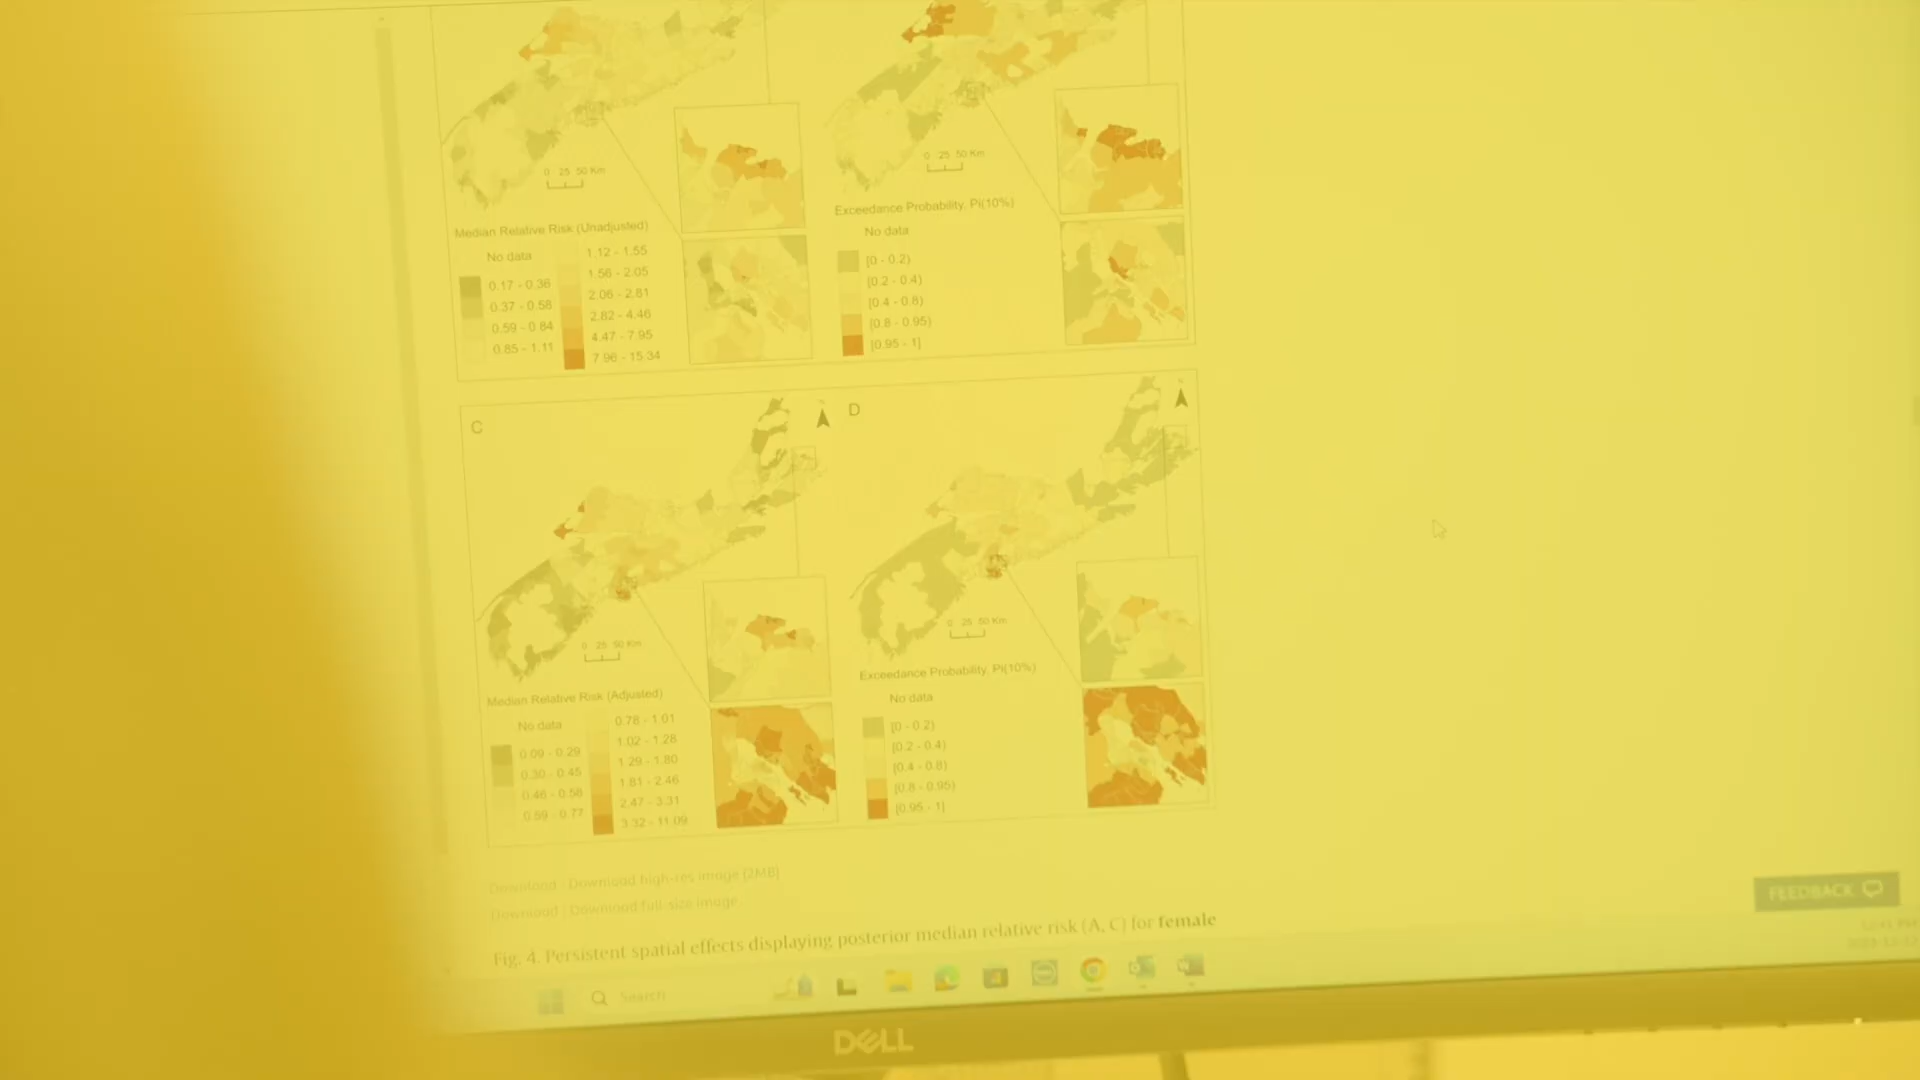 0 25 50 Km
Median Relative Risk (Unadjusted)
No data
0.17 - 0.36
0.37 - 0.58
0.59 - 0.84
0.85 - 1.11
1.12 - 1.55
1.56 - 2.05
2.06 - 2.81
2.82 - 4.46
4.47 - 7.95
7.96 - 15.34
0 25 50 Km
Exceedance Probability, Pi(10%)
No data
[0 - 0.2)
[0.2 - 0.4)
[0.4 - 0.8)
[0.8 - 0.95)
[0.95 - 1]
C
0 25 50 Km
Median Relative Risk (Adjusted)
No data
0.09 - 0.29
0.30 - 0.45
0.46 - 0.58
0.59 - 0.77
0.78 - 1.01
1.02 - 1.28
1.29 - 1.80
1.81 - 2.46
2.47 - 3.31
3.32 - 11.09
D
0 25 50 Km
Exceedance Probability, Pi(10%)
No data
[0 - 0.2)
[0.2 - 0.4)
[0.4 - 0.8)
[0.8 - 0.95)
[0.95 - 1]
Download : Download high-res image (2MB)
Download : Download full-size image
Fig. 4. Persistent spatial effects displaying posterior median relative risk (A, C) for female
FEEDBACK
Search
DELL